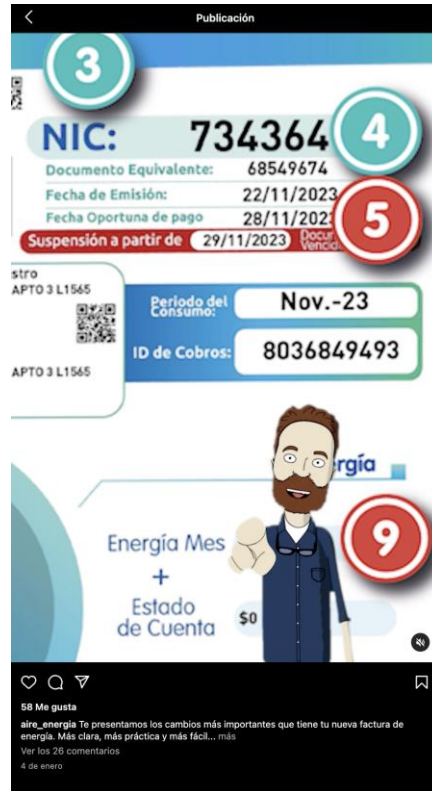 Publicación
3
NIC: 734364 4
Documento Equivalente: 68549674
Fecha de Emisión: 22/11/2023
Fecha Oportuna de pago 28/11/2023 5
Suspensión a partir de 29/11/2023
stro
APTO 3 L1565
Periodo del
Consumo: Nov.-23
ID de Cobros: 8036849493
APTO 3 L1565
rgía
9
Energía Mes
+
Estado
de Cuenta $0
58 Me gusta
aire_energia Te presentamos los cambios más importantes que tiene tu nueva factura de
energía. Más clara, más práctica y más fácil... más
Ver los 26 comentarios
4 de enero